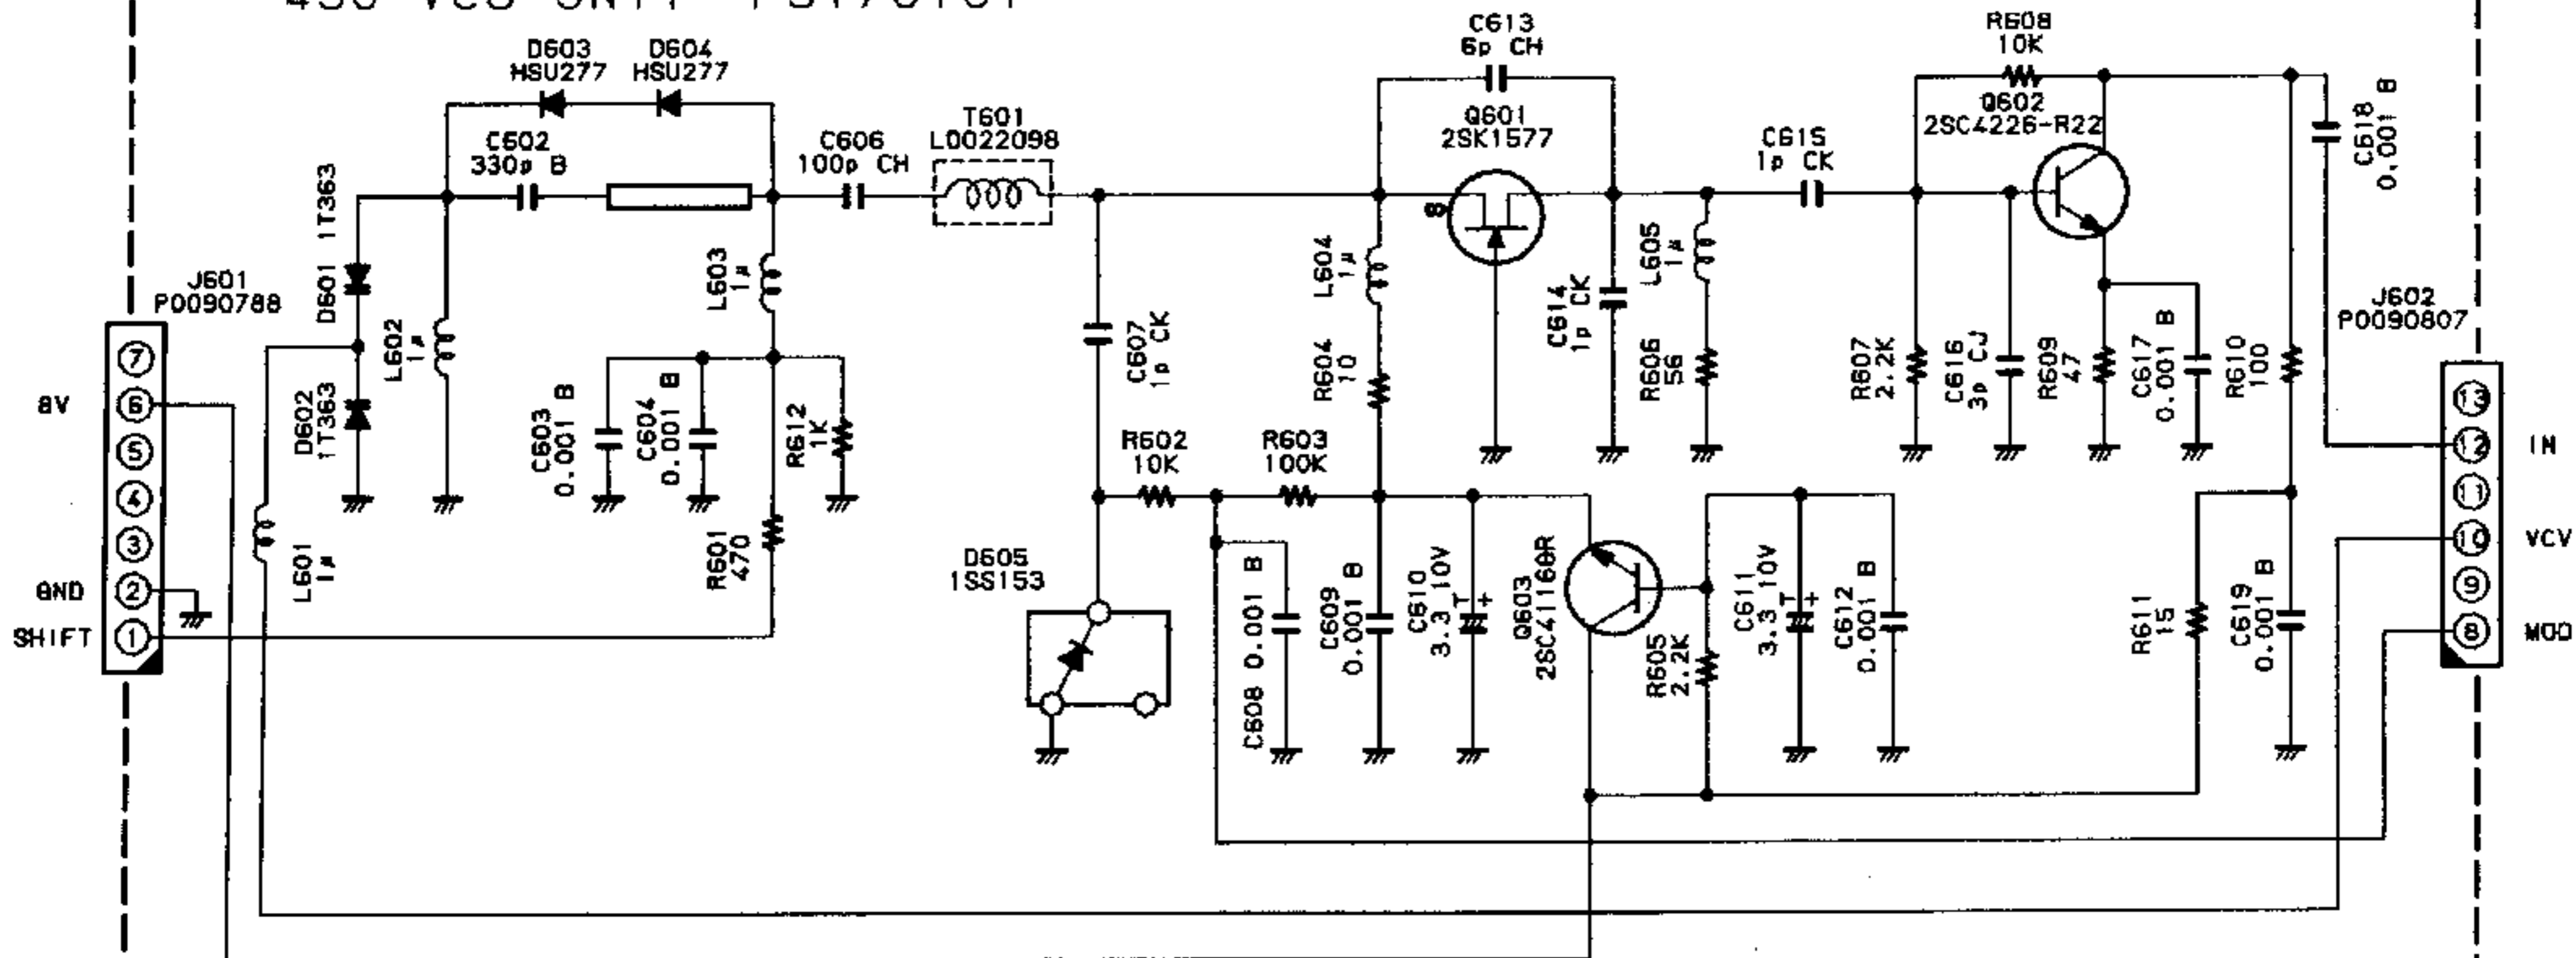 D603
HSU277
D604
HSU277
C602
330p B
C606
100p CH
T601
L0022098
C613
6p CH
Q601
2SK1577
C615
1p CK
R608
10K
Q602
2SC4226-R22
C618
0.001 B
D601 1T363
J601
P0090788
L602
1µ
L603
1µ
C607
1p CK
L604
1µ
R604
10
C614
1p CK
L605
1µ
R606
56
R607
2.2K
C616
3p CJ
R609
47
C617
0.001 B
R610
100
J602
P0090807
7
8V 6
5
4
3
GND 2
SHIFT 1
D602
1T363
C603
0.001 B
C604
0.001 B
R612
1K
R602
10K
R603
100K
13
12 IN
11
10 VCV
9
8 MOD
L601
1µ
R601
470
D605
1SS153
C608 0.001 B
C609
0.001 B
C610
3.3 10V
T +
Q603
2SC4116GR
R605
2.2K
C611
3.3 10V
T +
C612
0.001 B
R611
15
C619
0.001 B